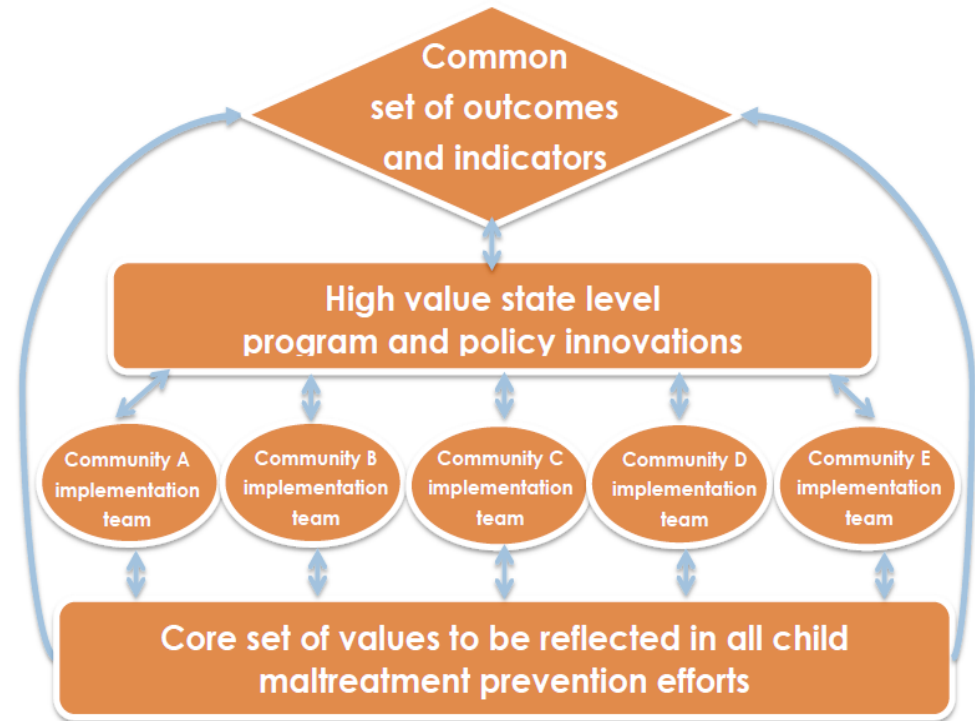 Common
set of outcomes
and indicators
High value state level
program and policy innovations
Community A
implementation
team
Community B
implementation
team
Community C
implementation
team
Community D
implementation
team
Community E
implementation
team
Core set of values to be reflected in all child
maltreatment prevention efforts